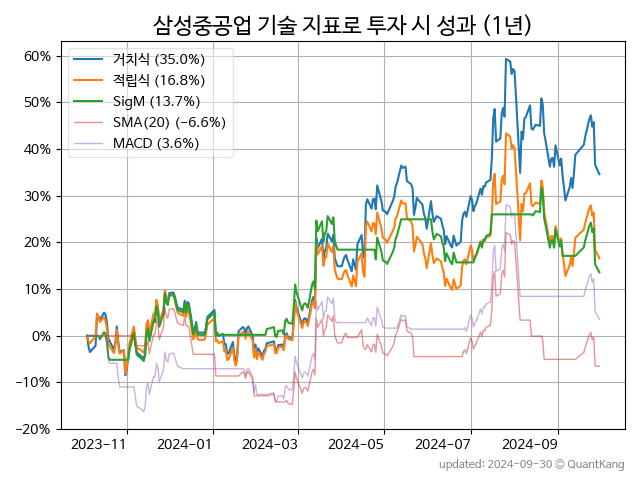 삼성중공업 기술 지표로 투자 시 성과 (1년)
60%
50%
40%
30%
20%
10%
0%
−10%
−20%
거치식 (35.0%)
적립식 (16.8%)
SigM (13.7%)
SMA(20) (−6.6%)
MACD (3.6%)
2023−11
2024−01
2024−03
2024−05
2024−07
2024−09
updated: 2024−09−30 © QuantKang